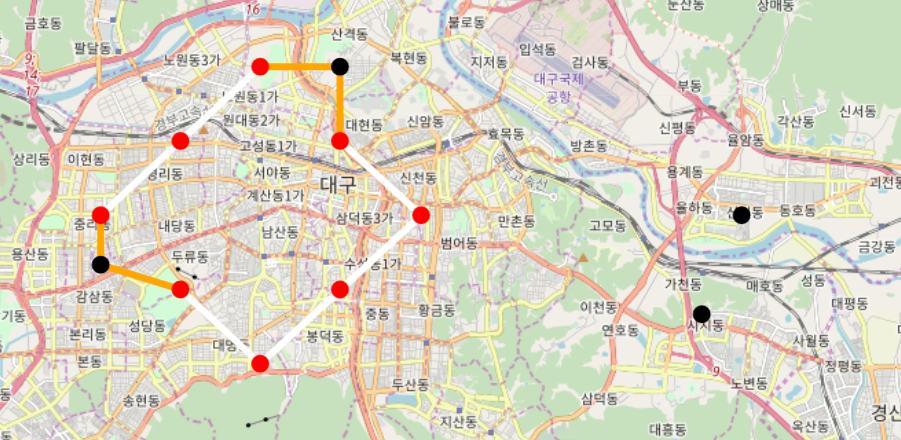 16
금호동
산격동
불로동
둔산동
상매동
팔달동
노원동3가
복현동
지저동
입석동
검사동
9;
14;
17
대구국제
공항
부동
노원동1가
경부고속선
원대동2가
대현동
신암동
효목동
신평동
각산동
신서동
율암동
상리동
이현동
고성동1가
방촌동
서야동
신천동
용계동
괴전동
대구
계산동1가
율하동
동호동
내당동
삼덕동3가
만촌동
고모동
남산동
범어동
금강동
용산동
두류동
수성동1가
가천동
매호동
성동
감삼동
이천동
대평동
성당동
중동
황금동
시지동
연호동
본리동
봉덕동
사월동
본동
9
정평동
두산동
노변동
송현동
삼덕동
경산
지산동
대흥동
옥산동